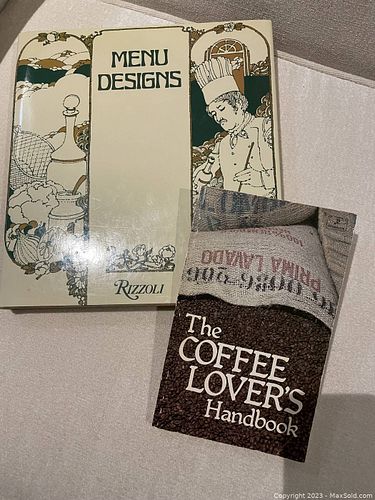 MENU
DESIGNS
RIZZOLI
PRIMA LAVADO
The
COFFEE
LOVER'S
Handbook
Copyright 2023 - MaxSold.com